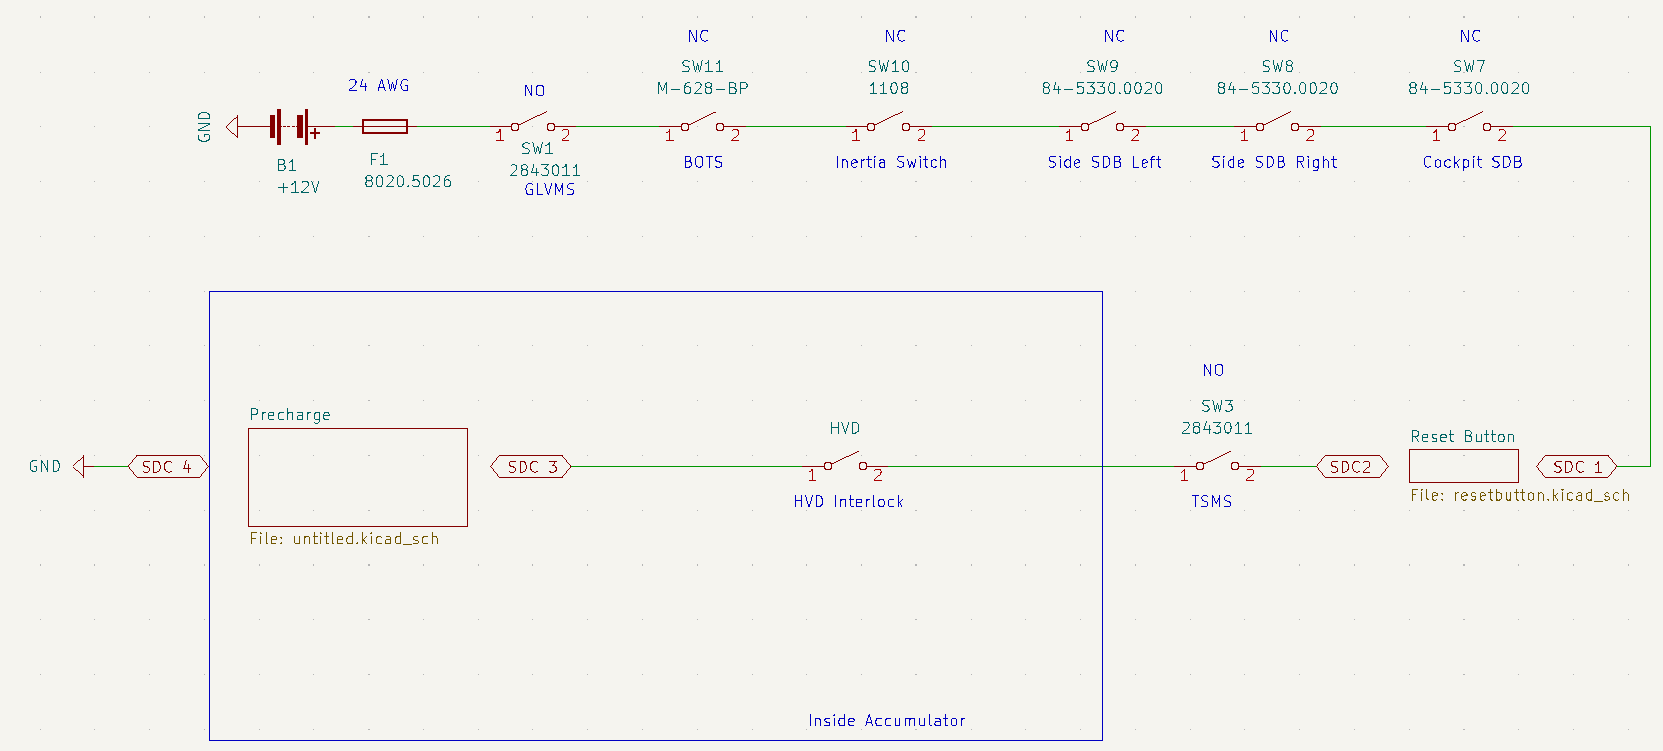 24 AWG
GND
B1
+12V
F1
8020.5026
NO
1
2
SW1
2843011
GLVMS
NC
SW11
M-628-BP
1
2
BOTS
NC
SW10
1108
1
2
Inertia Switch
NC
SW9
84-5330.0020
1
2
Side SDB Left
NC
SW8
84-5330.0020
1
2
Side SDB Right
NC
SW7
84-5330.0020
1
2
Cockpit SDB
GND
SDC 4
Precharge
File: untitled.kicad_sch
SDC 3
HVD
1
2
HVD Interlock
NO
SW3
2843011
1
2
TSMS
SDC2
Reset Button
File: resetbutton.kicad_sch
SDC 1
Inside Accumulator